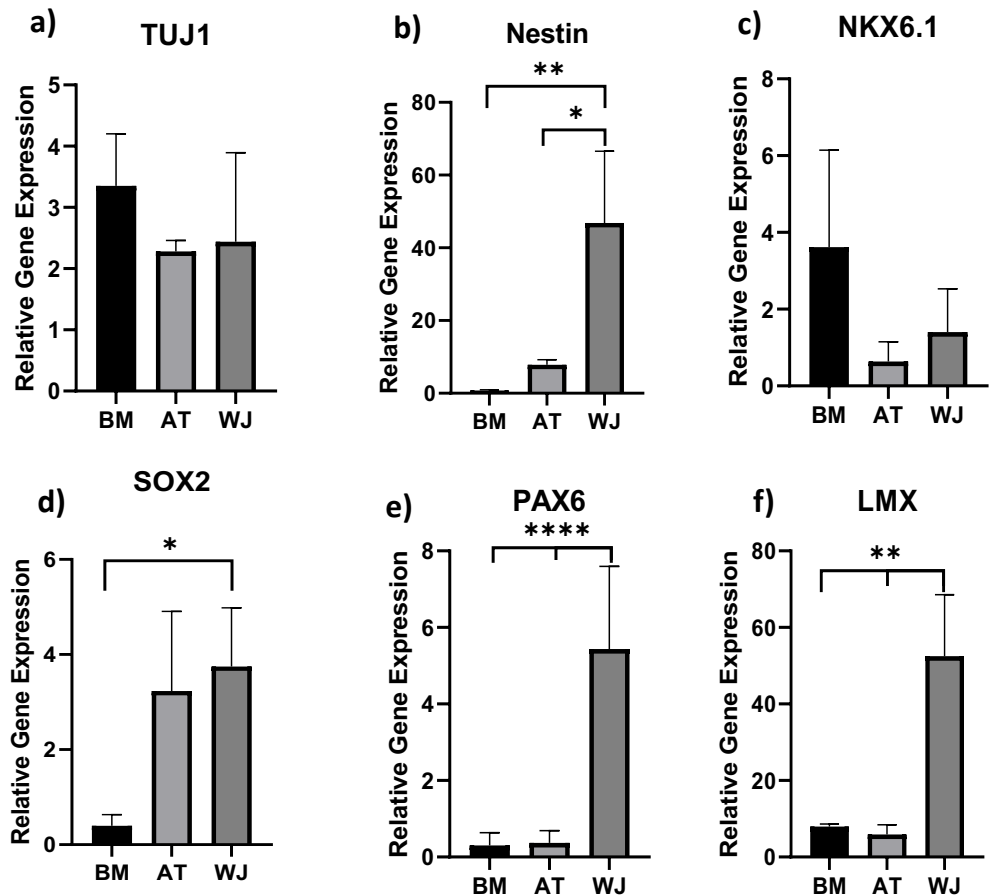 a)
TUJ1
Relative Gene Expression
5
4
3
2
1
0
BM AT WJ
b)
Nestin
Relative Gene Expression
**
*
80
60
40
20
0
BM AT WJ
c)
NKX6.1
Relative Gene Expression
8
6
4
2
0
BM AT WJ
d)
SOX2
Relative Gene Expression
*
6
4
2
0
BM AT WJ
e)
PAX6
Relative Gene Expression
****
8
6
4
2
0
BM AT WJ
f)
LMX
Relative Gene Expression
**
80
60
40
20
0
BM AT WJ